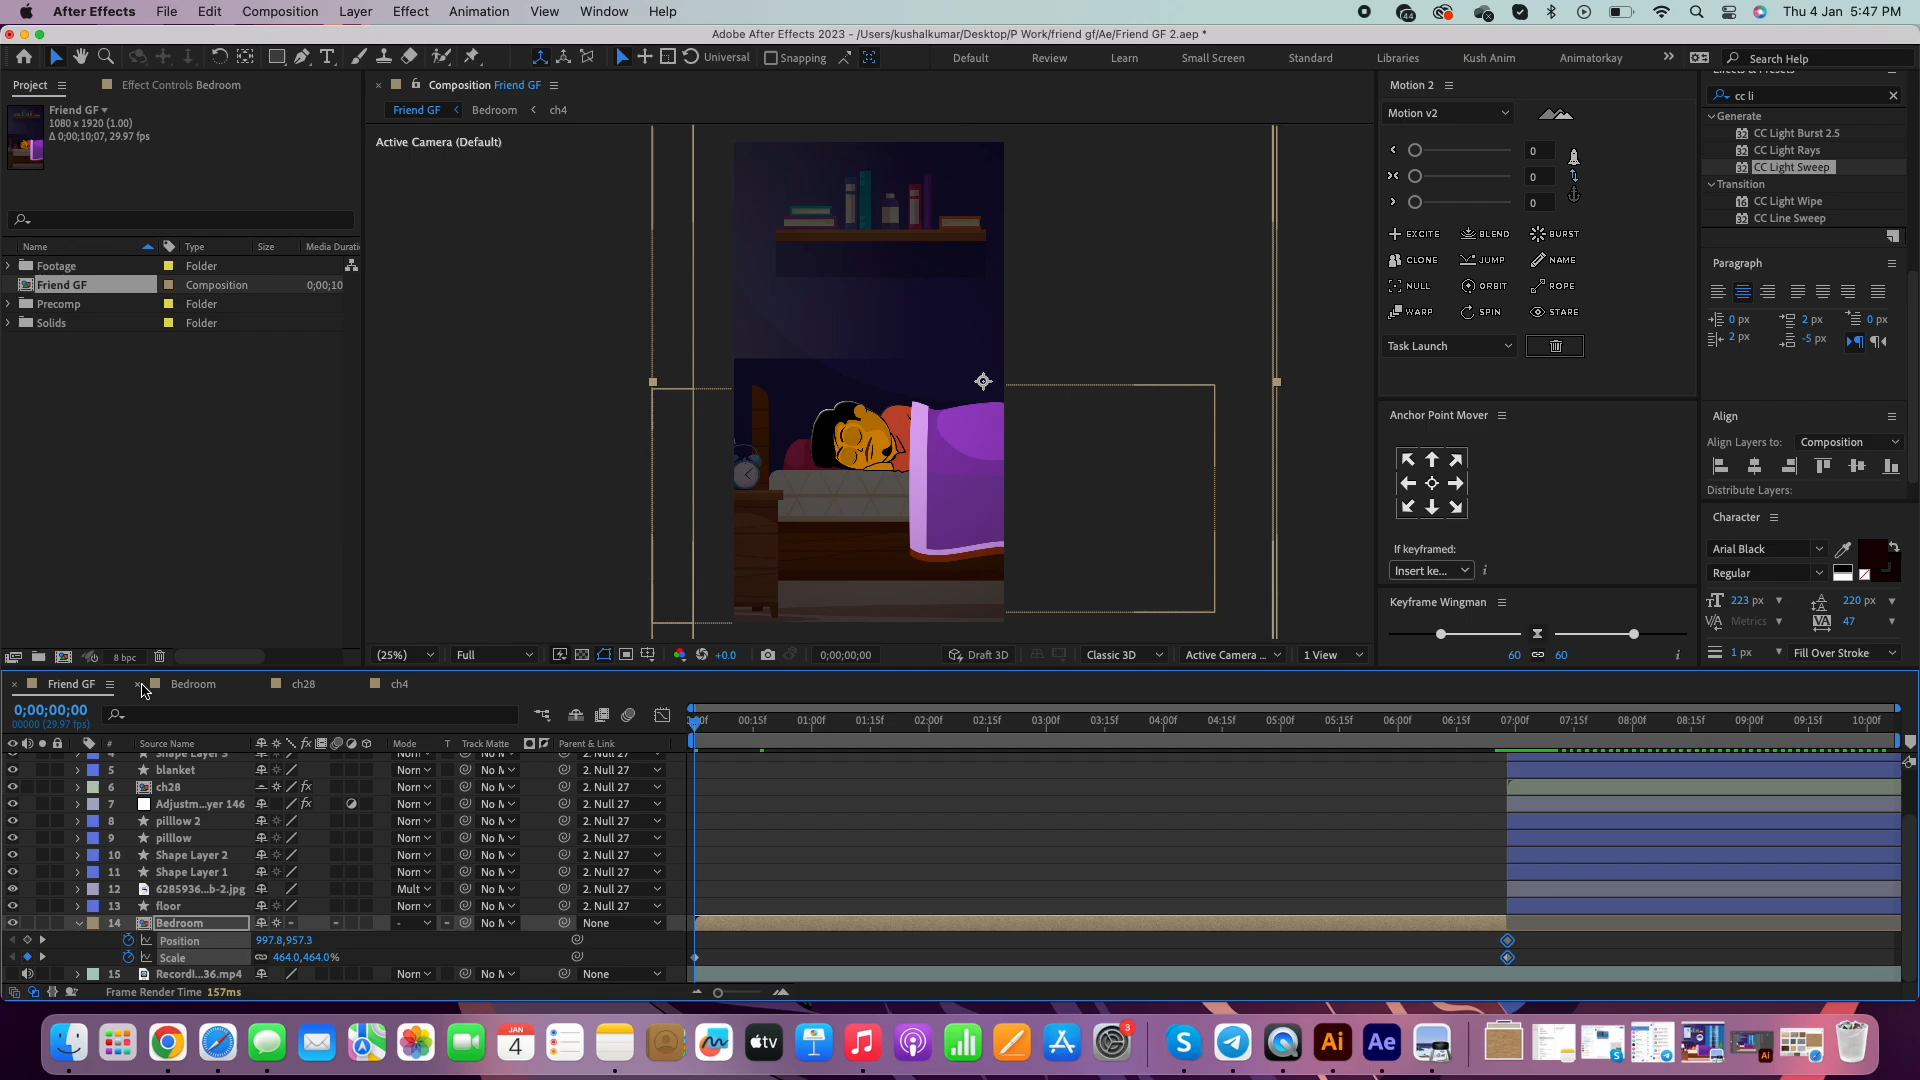 After Effects File Edit Composition Layer Effect Animation View Window Help
44 Thu 4 Jan 5:47 PM
Adobe After Effects 2023 - /Users/kushalkumar/Desktop/P Work/friend gf/Ae/Friend GF 2.aep *
Universal Snapping Default Review Learn Small Screen Standard Libraries Kush Anim Animatorkay Search Help
Project Effect Controls Bedroom
Friend GF
1080 x 1920 (1.00)
Δ 0;00;10;07, 29.97 fps
Name Type Size Media Durati
Footage Folder
Friend GF Composition 0;00;10
Precomp Folder
Solids Folder
8 bpc
Composition Friend GF
Friend GF Bedroom ch4
Active Camera (Default)
(25%) Full +0.0 0;00;00;00 Draft 3D Classic 3D Active Camera ... 1 View
Motion 2
Motion v2
0
0
0
EXCITE BLEND BURST
CLONE JUMP NAME
NULL ORBIT ROPE
WARP SPIN STARE
Task Launch
Anchor Point Mover
If keyframed:
Insert ke...
Keyframe Wingman
60 60
cc li
Generate
CC Light Burst 2.5
CC Light Rays
CC Light Sweep
Transition
CC Light Wipe
CC Line Sweep
Paragraph
0 px 2 px 0 px
2 px -5 px
Align
Align Layers to: Composition
Distribute Layers:
Character
Arial Black
Regular
223 px 220 px
Metrics 47
1 px Fill Over Stroke
Friend GF Bedroom ch28 ch4
0;00;00;00
00000 (29.97 fps)
00:15f 01:00f 01:15f 02:00f 02:15f 03:00f 03:15f 04:00f 04:15f 05:00f 05:15f 06:00f 06:15f 07:00f 07:15f 08:00f 08:15f 09:00f 09:15f 10:00f
# Source Name Mode T Track Matte Parent & Link
5 blanket Norn No M 2. Null 27
6 ch28 Norn No M 2. Null 27
7 Adjustm...yer 146 Norn No M 2. Null 27
8 pilllow 2 Norn No M 2. Null 27
9 pilllow Norn No M 2. Null 27
10 Shape Layer 2 Norn No M 2. Null 27
11 Shape Layer 1 Norn No M 2. Null 27
12 6285936...b-2.jpg Mult No M 2. Null 27
13 floor Norn No M 2. Null 27
14 Bedroom - No M None
Position 997.8,957.3
Scale 464.0,464.0%
15 RecordI...36.mp4 Norn No M None
Frame Render Time 157ms
JAN
4
tv
3
Ai
Ae